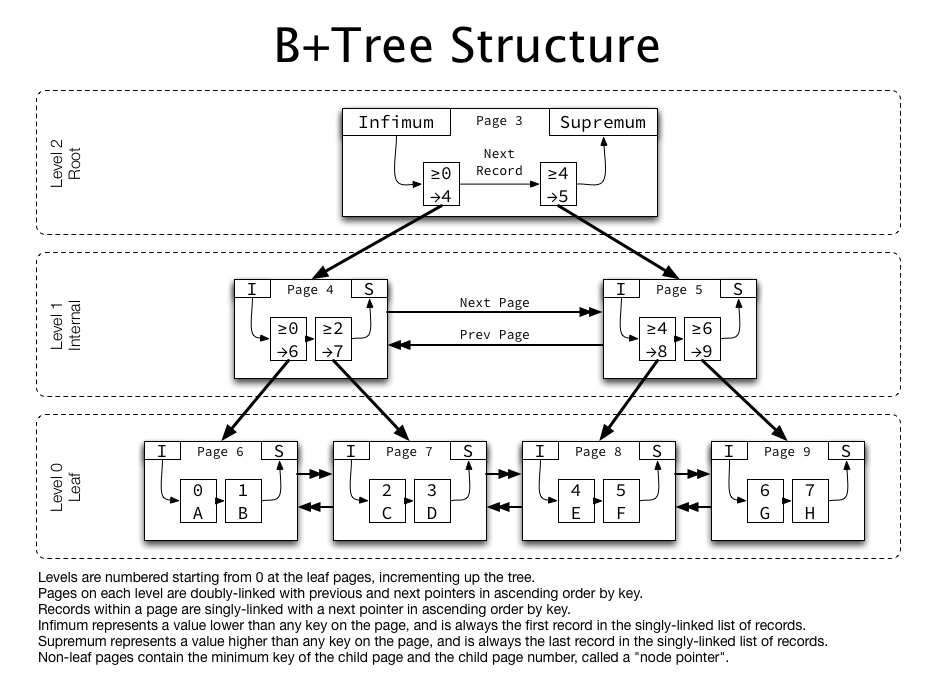 B+Tree Structure
Level 2
Root
Infimum Page 3 Supremum
Next
Record
≥0 ≥4
→4 →5
Level 1
Internal
I Page 4 S
≥0 ≥2
→6 →7
Next Page
Prev Page
I Page 5 S
≥4 ≥6
→8 →9
Level 0
Leaf
I Page 6 S
0 1
A B
I Page 7 S
2 3
C D
I Page 8 S
4 5
E F
I Page 9 S
6 7
G H
Levels are numbered starting from 0 at the leaf pages, incrementing up the tree.
Pages on each level are doubly-linked with previous and next pointers in ascending order by key.
Records within a page are singly-linked with a next pointer in ascending order by key.
Infimum represents a value lower than any key on the page, and is always the first record in the singly-linked list of records.
Supremum represents a value higher than any key on the page, and is always the last record in the singly-linked list of records.
Non-leaf pages contain the minimum key of the child page and the child page number, called a "node pointer".